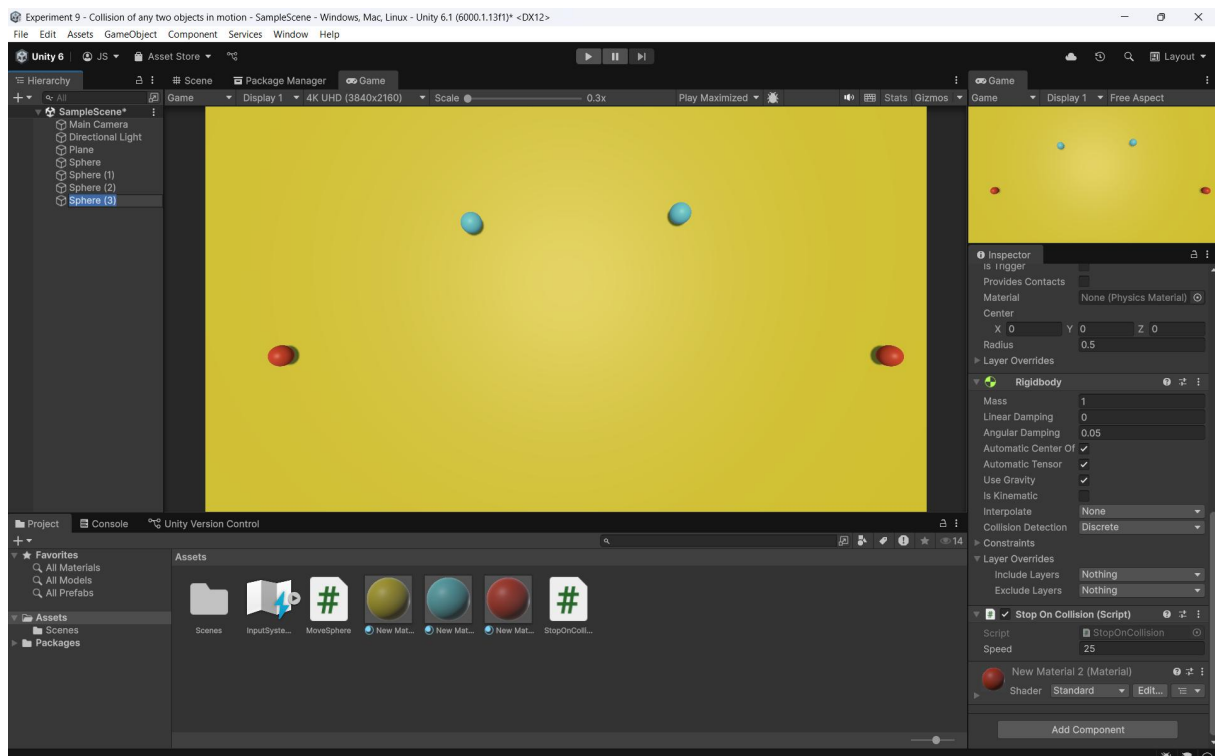 Experiment 9 - Collision of any two objects in motion - SampleScene - Windows, Mac, Linux - Unity 6.1 (6000.1.13f1)* <DX12>
File Edit Assets GameObject Component Services Window Help
Unity 6 JS Asset Store Layout
Hierarchy
All
SampleScene*
Main Camera
Directional Light
Plane
Sphere
Sphere (1)
Sphere (2)
Sphere (3)
# Scene Package Manager Game
Game Display 1 4K UHD (3840x2160) Scale 0.3x Play Maximized Stats Gizmos
Game
Game Display 1 Free Aspect
Inspector
Is Trigger
Provides Contacts
Material None (Physics Material)
Center
X 0 Y 0 Z 0
Radius 0.5
Layer Overrides
Rigidbody
Mass 1
Linear Damping 0
Angular Damping 0.05
Automatic Center Of
Automatic Tensor
Use Gravity
Is Kinematic
Interpolate None
Collision Detection Discrete
Constraints
Layer Overrides
Include Layers Nothing
Exclude Layers Nothing
# Stop On Collision (Script)
Script StopOnCollision
Speed 25
New Material 2 (Material)
Shader Standard Edit...
Add Component
Project Console Unity Version Control
14
Favorites
All Materials
All Models
All Prefabs
Assets
Scenes
Packages
Assets
Scenes InputSyste... MoveSphere New Mat... New Mat... New Mat... StopOnColli...